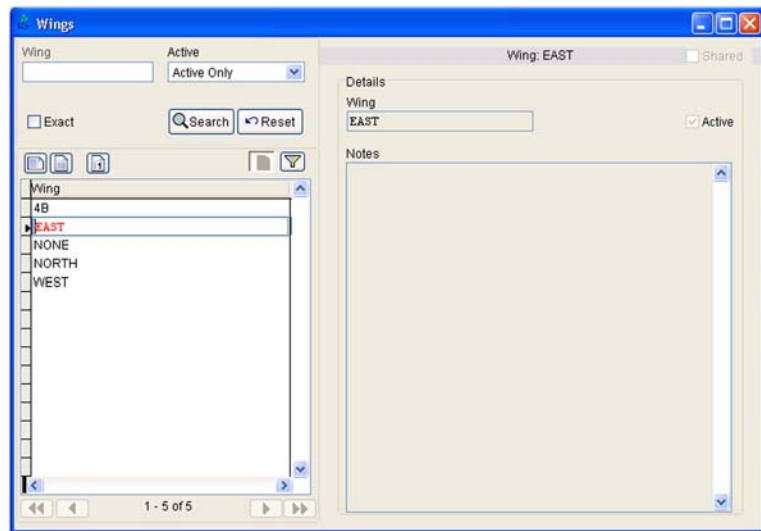 Wings
Wing
Active
Active Only
Exact
Search
Reset
Wing
4B
EAST
NONE
NORTH
WEST
1 - 5 of 5
Wing: EAST
Shared
Details
Wing
EAST
Active
Notes